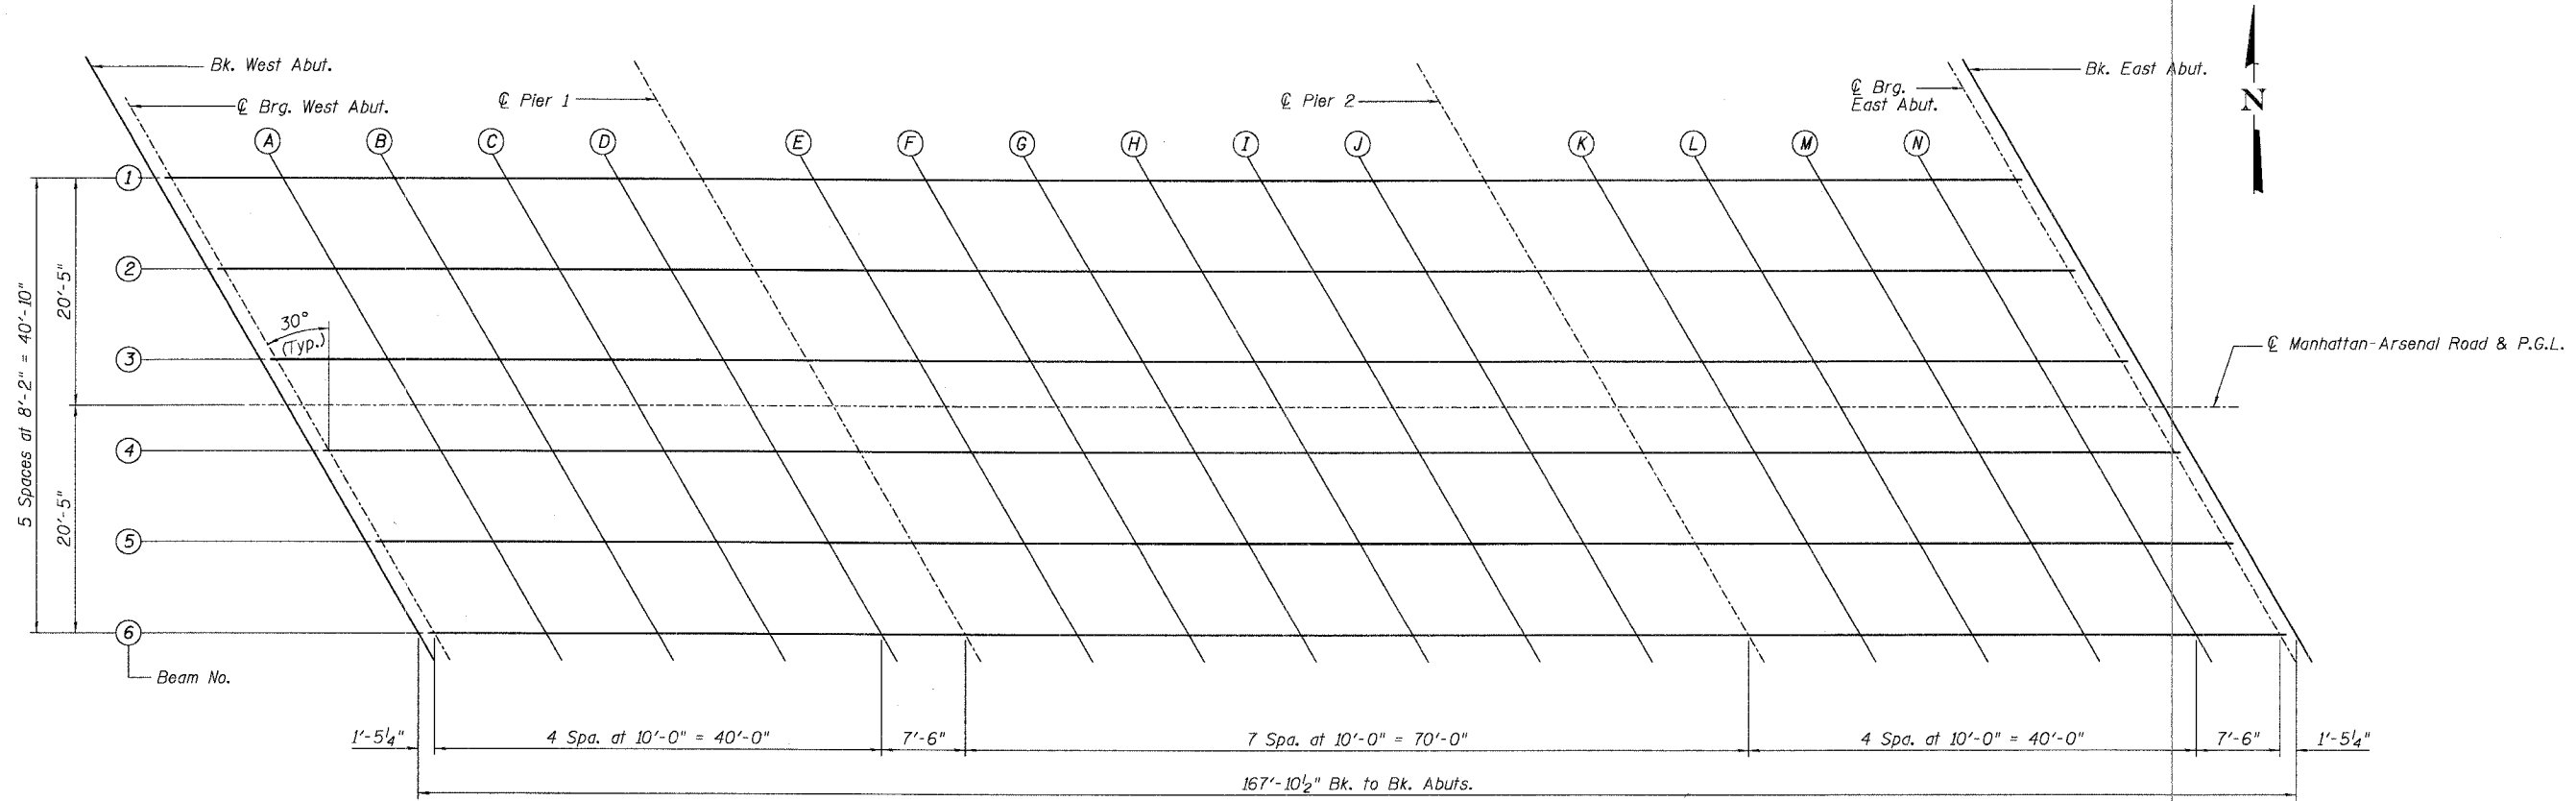 Bk. West Abut.
℄ Brg. West Abut.
℄ Pier 1
℄ Pier 2
℄ Brg.
East Abut.
Bk. East Abut.
N
A B C D E F G H I J K L M N
1
2
3
4
5
6
5 Spaces at 8'-2" = 40'-10"
20'-5"
20'-5"
30°
(Typ.)
℄ Manhattan-Arsenal Road & P.G.L.
Beam No.
1'-5¼"
4 Spa. at 10'-0" = 40'-0"
7'-6"
7 Spa. at 10'-0" = 70'-0"
4 Spa. at 10'-0" = 40'-0"
7'-6"
1'-5¼"
167'-10½" Bk. to Bk. Abuts.